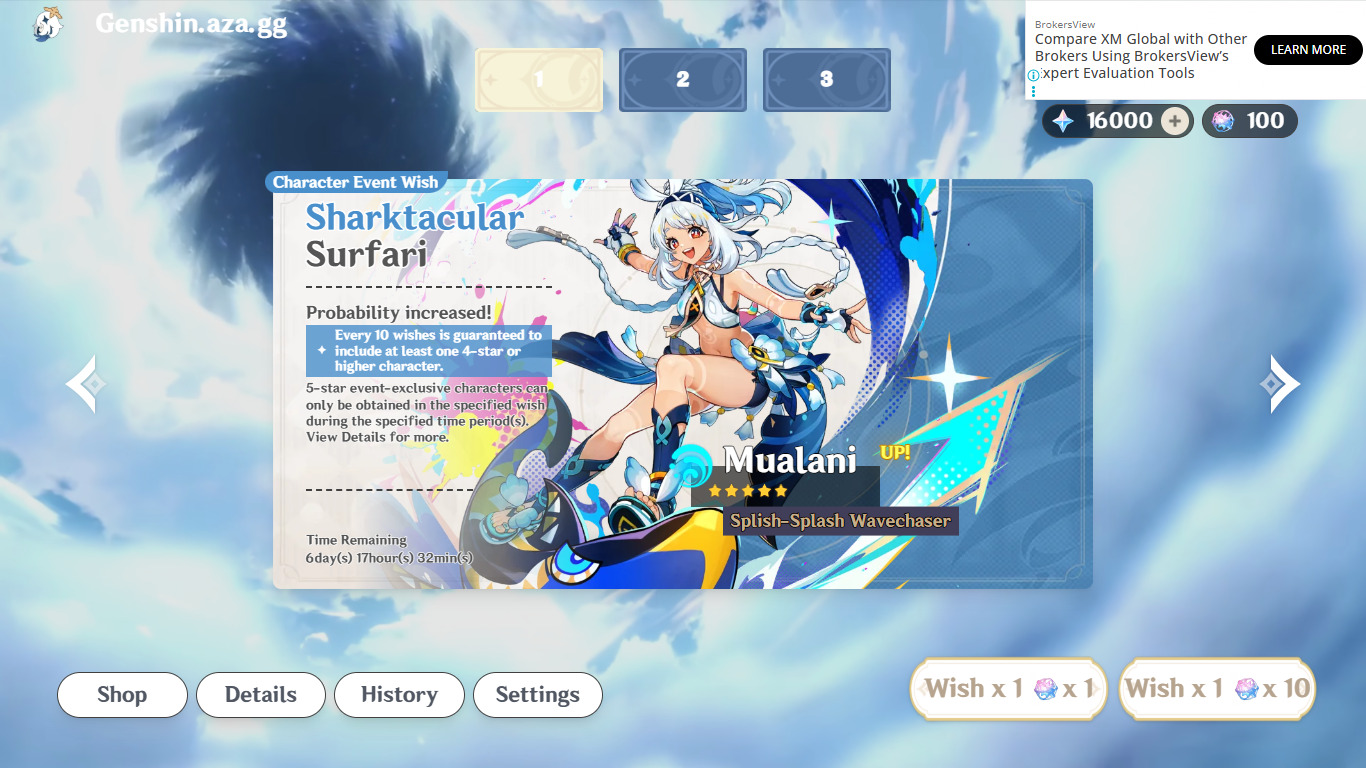 Genshin.aza.gg
BrokersView
Compare XM Global with Other
Brokers Using BrokersView's
Expert Evaluation Tools
LEARN MORE
1
2
3
16000
100
Character Event Wish
Sharktacular
Surfari
Probability increased!
Every 10 wishes is guaranteed to
include at least one 4-star or
higher character.
5-star event-exclusive characters can
only be obtained in the specified wish
during the specified time period(s).
View Details for more.
Time Remaining
6day(s) 17hour(s) 32min(s)
Mualani
UP!
Splish-Splash Wavechaser
Shop
Details
History
Settings
Wish x 1 x 1
Wish x 1 x 10